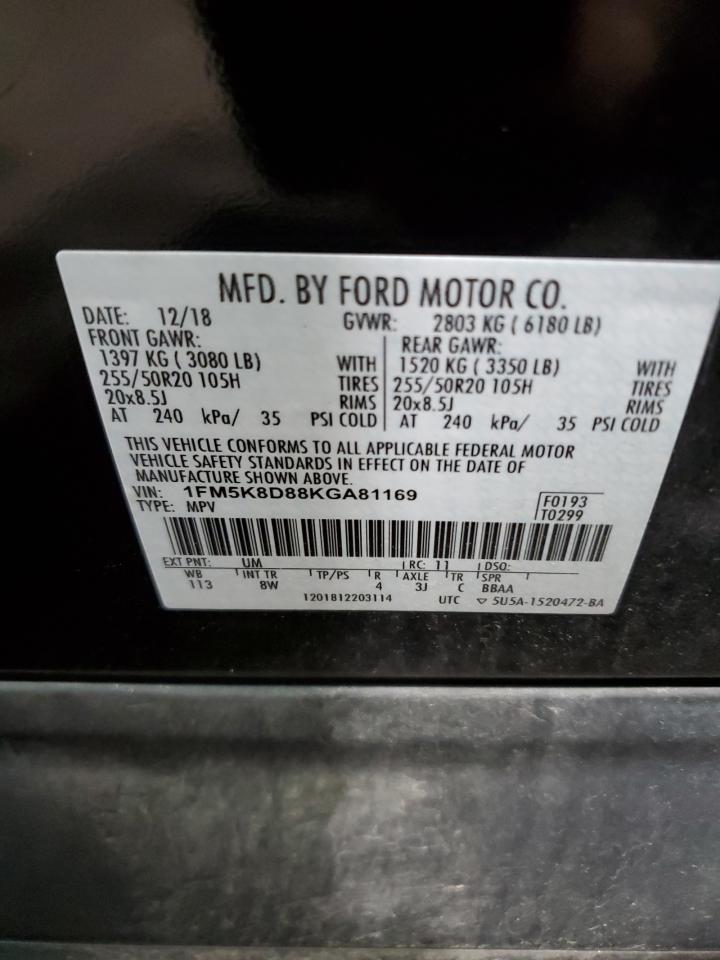 MFD. BY FORD MOTOR CO.
DATE: 12/18 GVWR: 2803 KG ( 6180 LB)
FRONT GAWR: REAR GAWR:
1397 KG ( 3080 LB) WITH 1520 KG ( 3350 LB) WITH
255/50R20 105H TIRES 255/50R20 105H TIRES
20x8.5J RIMS 20x8.5J RIMS
AT 240 kPa/ 35 PSI COLD AT 240 kPa/ 35 PSI COLD
THIS VEHICLE CONFORMS TO ALL APPLICABLE FEDERAL MOTOR
VEHICLE SAFETY STANDARDS IN EFFECT ON THE DATE OF
MANUFACTURE SHOWN ABOVE.
VIN: 1FM5K8D88KGA81169 F0193
TYPE: MPV T0299
EXT PNT: UM RC: 11 DSO:
WB INT TR TP/PS R AXLE TR SPR
113 8W 4 3J C BBAA
1201812203114 UTC ▽ 5U5A-1520472-BA